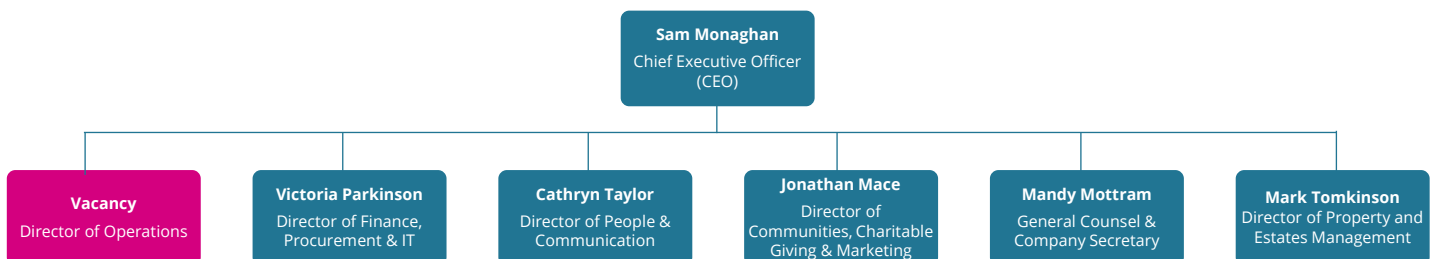 Sam Monaghan
Chief Executive Officer
(CEO)
Vacancy
Director of Operations
Victoria Parkinson
Director of Finance,
Procurement & IT
Cathryn Taylor
Director of People &
Communication
Jonathan Mace
Director of
Communities, Charitable
Giving & Marketing
Mandy Mottram
General Counsel &
Company Secretary
Mark Tomkinson
Director of Property and
Estates Management